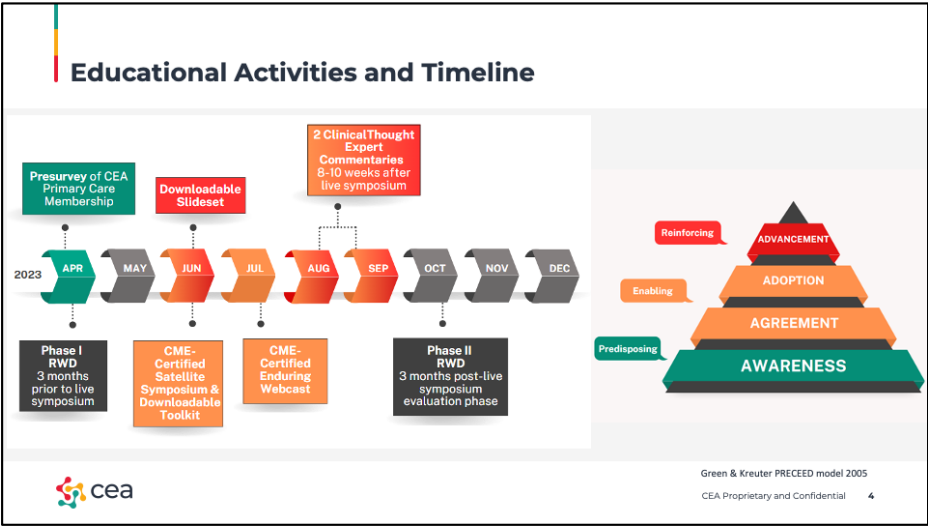 Educational Activities and Timeline
Presurvey of CEA
Primary Care
Membership
Downloadable
Slideset
2 ClinicalThought
Expert
Commentaries
8-10 weeks after
live symposium
2023
APR
MAY
JUN
JUL
AUG
SEP
OCT
NOV
DEC
Phase I
RWD
3 months
prior to live
symposium
CME-
Certified
Satellite
Symposium &
Downloadable
Toolkit
CME-
Certified
Enduring
Webcast
Phase II
RWD
3 months post-live
symposium
evaluation phase
Reinforcing
ADVANCEMENT
Enabling
ADOPTION
AGREEMENT
Predisposing
AWARENESS
cea
Green & Kreuter PRECEED model 2005
CEA Proprietary and Confidential 4